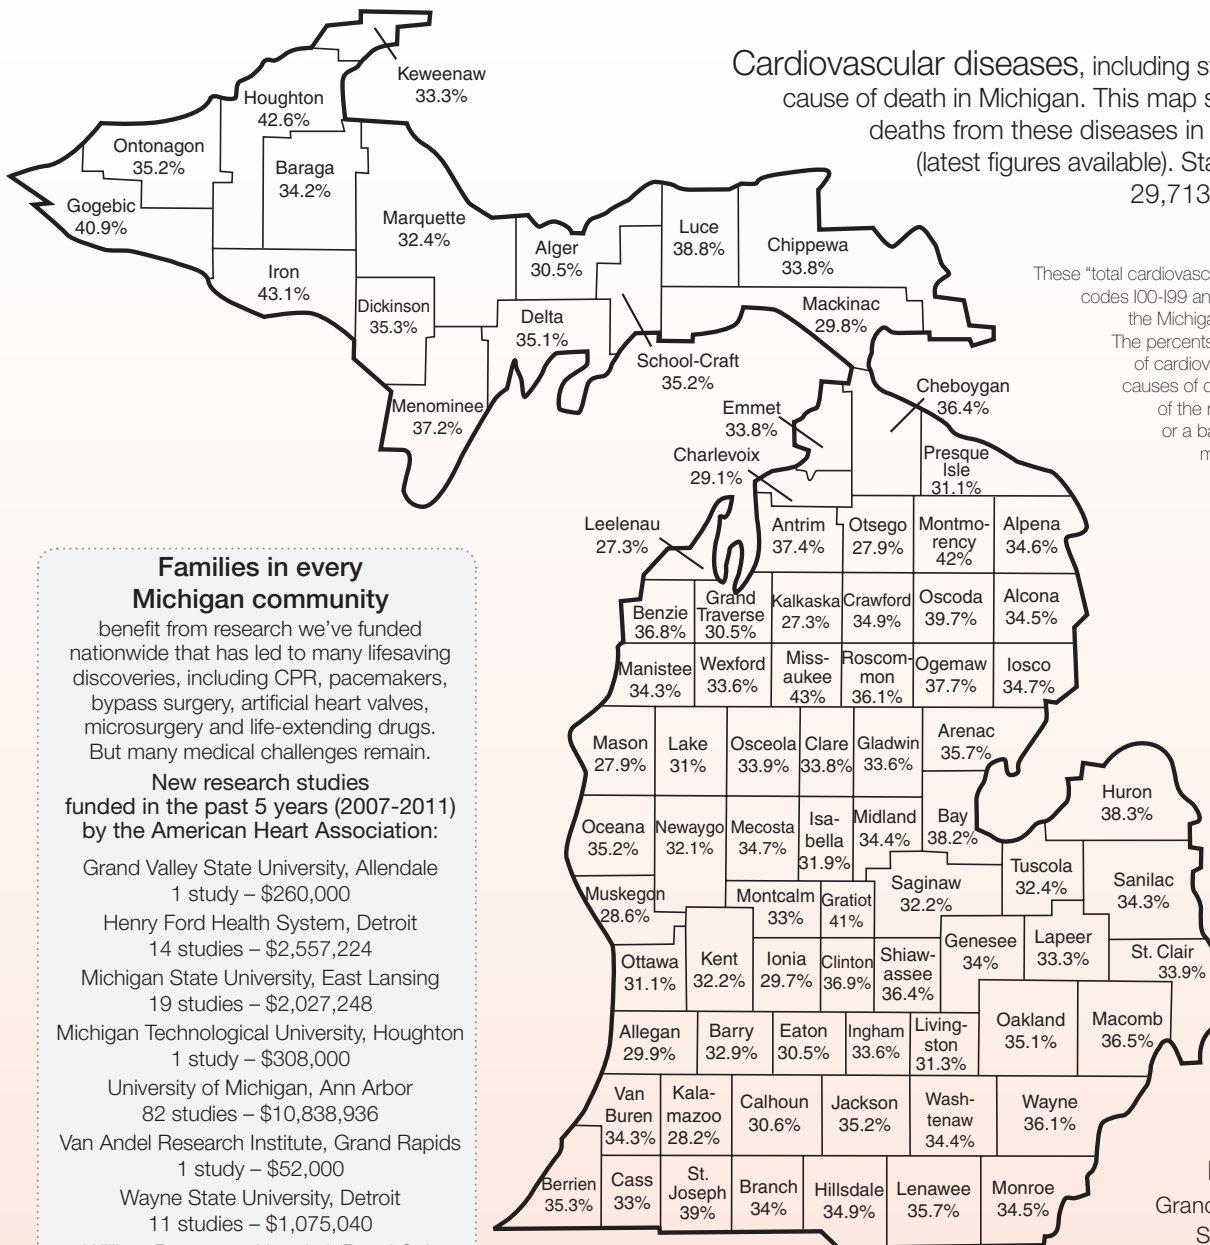 Cardiovascular diseases, including
cause of death in Michigan. This map
deaths from these diseases in
(latest figures available).
29,713
These “total
codes I00-I99
the
The percents
of
causes of
of the
or a
Keweenaw
33.3%
Houghton
42.6%
Ontonagon
35.2%
Baraga
34.2%
Gogebic
40.9%
Marquette
32.4%
Iron
43.1%
Dickinson
35.3%
Alger
30.5%
Luce
38.8%
Chippewa
33.8%
Mackinac
29.8%
Delta
35.1%
School-Craft
35.2%
Menominee
37.2%
Cheboygan
36.4%
Emmet
33.8%
Charlevoix
29.1%
Presque
Isle
31.1%
Leelenau
27.3%
Antrim
37.4%
Otsego
27.9%
Montmo-
rency
42%
Alpena
34.6%
Benzie
36.8%
Grand
Traverse
30.5%
Kalkaska
27.3%
Crawford
34.9%
Oscoda
39.7%
Alcona
34.5%
Manistee
34.3%
Wexford
33.6%
Miss-
aukee
43%
Roscom-
mon
36.1%
Ogemaw
37.7%
Iosco
34.7%
Mason
27.9%
Lake
31%
Osceola
33.9%
Clare
33.8%
Gladwin
33.6%
Arenac
35.7%
Huron
38.3%
Oceana
35.2%
Newaygo
32.1%
Mecosta
34.7%
Isa-
bella
31.9%
Midland
34.4%
Bay
38.2%
Tuscola
32.4%
Sanilac
34.3%
Muskegon
28.6%
Montcalm
33%
Gratiot
41%
Saginaw
32.2%
Genesee
34%
Lapeer
33.3%
St. Clair
33.9%
Ottawa
31.1%
Kent
32.2%
Ionia
29.7%
Clinton
36.9%
Shiaw-
assee
36.4%
Allegan
29.9%
Barry
32.9%
Eaton
30.5%
Ingham
33.6%
Living-
ston
31.3%
Oakland
35.1%
Macomb
36.5%
Van
Buren
34.3%
Kala-
mazoo
28.2%
Calhoun
30.6%
Jackson
35.2%
Wash-
tenaw
34.4%
Wayne
36.1%
Berrien
35.3%
Cass
33%
St.
Joseph
39%
Branch
34%
Hillsdale
34.9%
Lenawee
35.7%
Monroe
34.5%
Families in every
Michigan community
benefit from research we’ve funded
nationwide that has led to many lifesaving
discoveries, including CPR, pacemakers,
bypass surgery, artificial heart valves,
microsurgery and life-extending drugs.
But many medical challenges remain.
New research studies
funded in the past 5 years (2007-2011)
by the American Heart Association:
Grand Valley State University, Allendale
1 study – $260,000
Henry Ford Health System, Detroit
14 studies – $2,557,224
Michigan State University, East Lansing
19 studies – $2,027,248
Michigan Technological University, Houghton
1 study – $308,000
University of Michigan, Ann Arbor
82 studies – $10,838,936
Van Andel Research Institute, Grand Rapids
1 study – $52,000
Wayne State University, Detroit
11 studies – $1,075,040